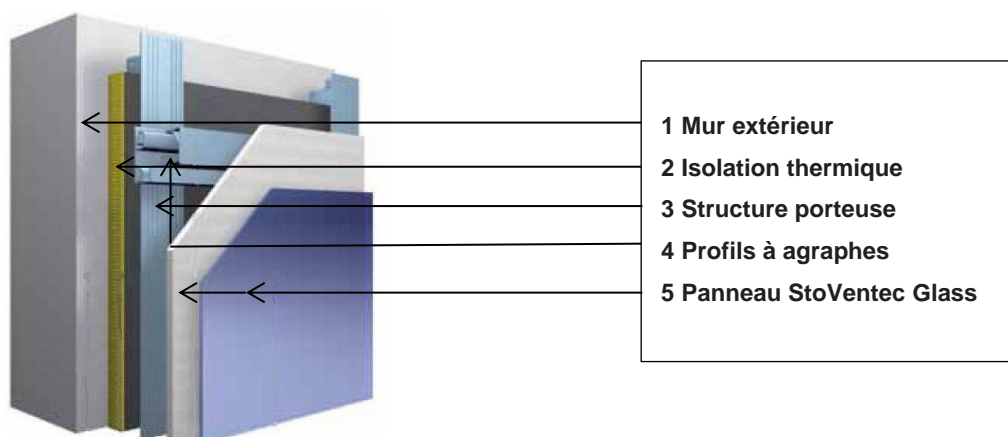 1 Mur extérieur
2 Isolation thermique
3 Structure porteuse
4 Profils à agraphes
5 Panneau StoVentec Glass